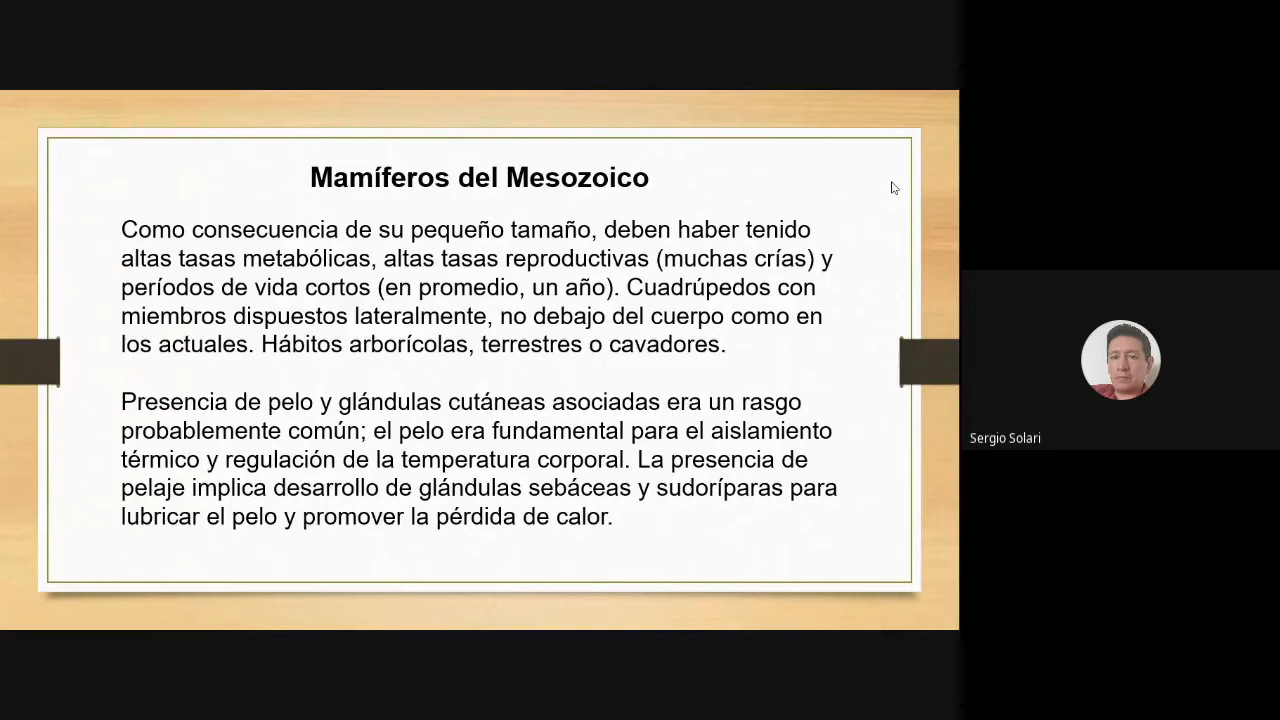 Mamíferos del Mesozoico
Como consecuencia de su pequeño tamaño, deben haber tenido
altas tasas metabólicas, altas tasas reproductivas (muchas crías) y
períodos de vida cortos (en promedio, un año). Cuadrúpedos con
miembros dispuestos lateralmente, no debajo del cuerpo como en
los actuales. Hábitos arborícolas, terrestres o cavadores.
Presencia de pelo y glándulas cutáneas asociadas era un rasgo
probablemente común; el pelo era fundamental para el aislamiento
térmico y regulación de la temperatura corporal. La presencia de
pelaje implica desarrollo de glándulas sebáceas y sudoríparas para
lubricar el pelo y promover la pérdida de calor.
Sergio Solari